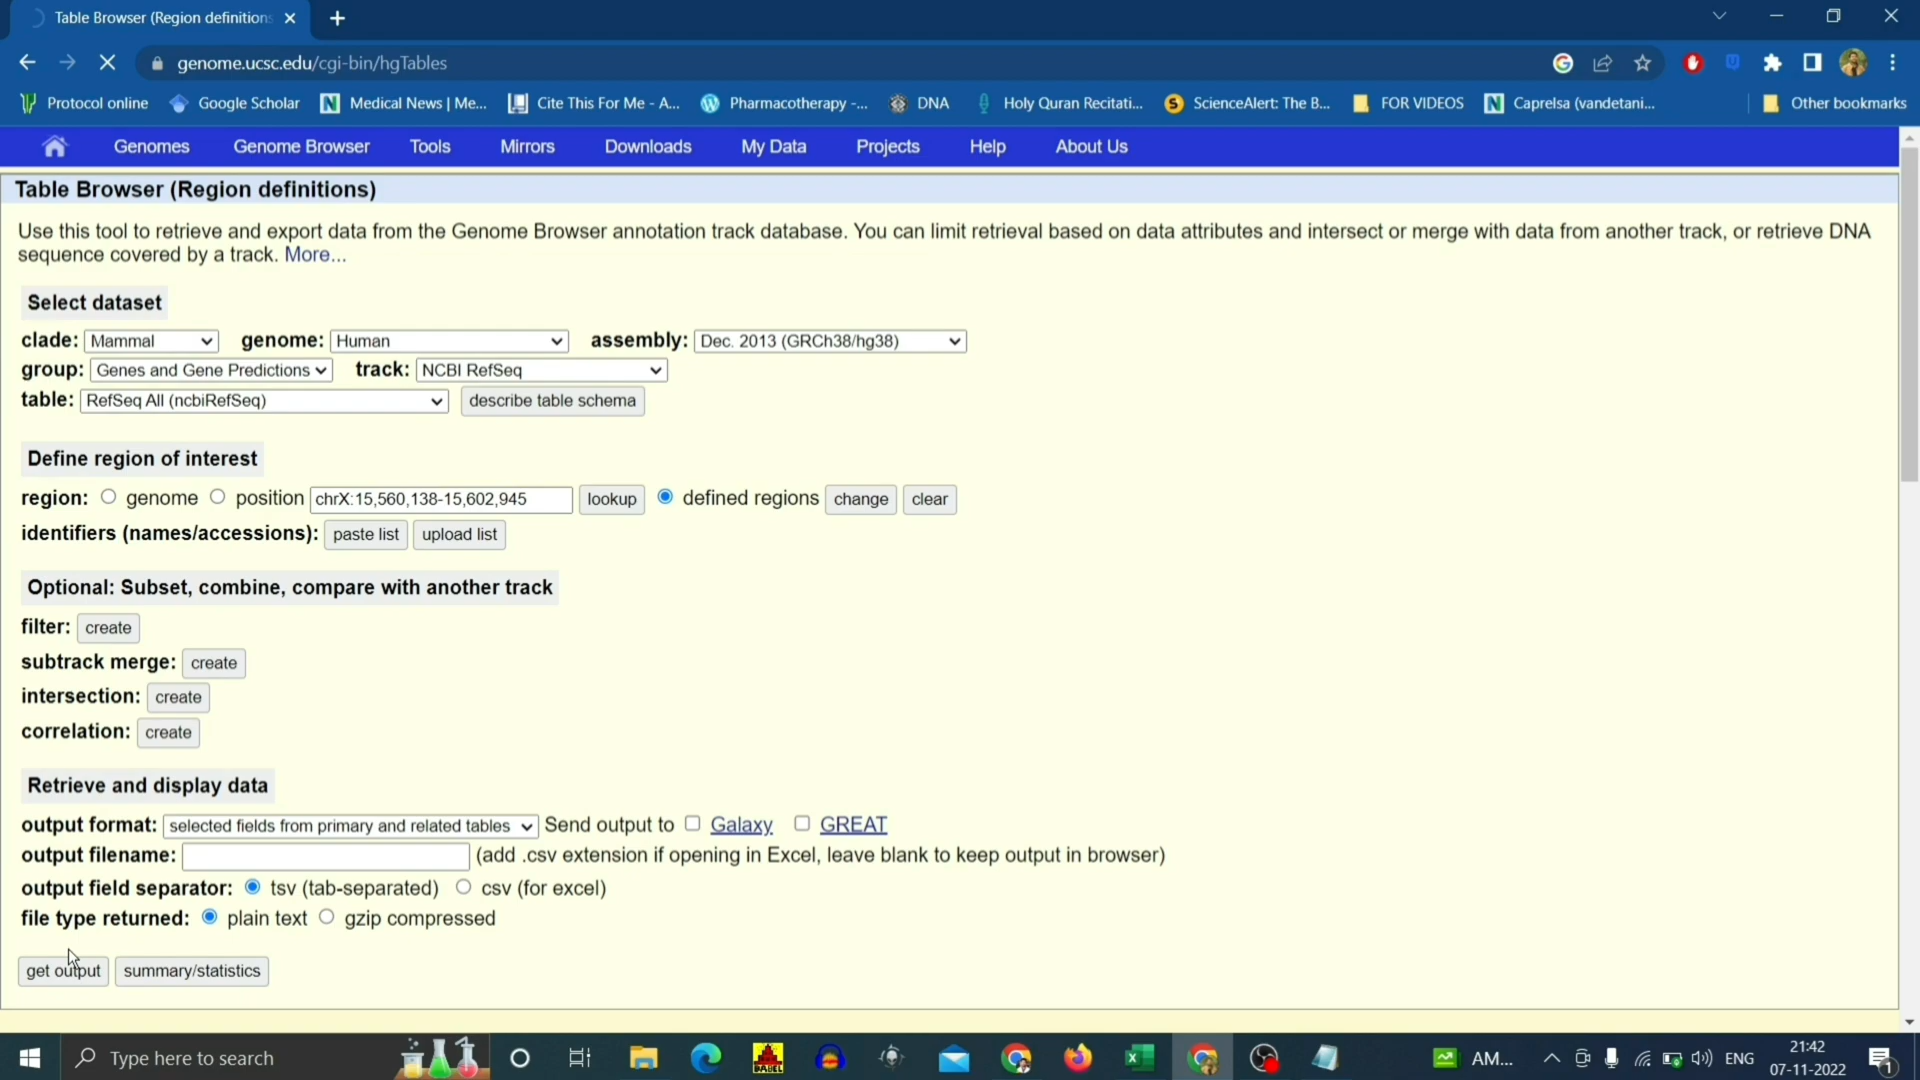 Table Browser (Region definitions
genome.ucsc.edu/cgi-bin/hgTables
Protocol online Google Scholar Medical News | Me... Cite This For Me - A... Pharmacotherapy -... DNA Holy Quran Recitati... ScienceAlert: The B... FOR VIDEOS Caprelsa (vandetani... Other bookmarks
Genomes Genome Browser Tools Mirrors Downloads My Data Projects Help About Us
Table Browser (Region definitions)
Use this tool to retrieve and export data from the Genome Browser annotation track database. You can limit retrieval based on data attributes and intersect or merge with data from another track, or retrieve DNA
sequence covered by a track. More...
Select dataset
clade: Mammal genome: Human assembly: Dec. 2013 (GRCh38/hg38)
group: Genes and Gene Predictions track: NCBI RefSeq
table: RefSeq All (ncbiRefSeq) describe table schema
Define region of interest
region: genome position chrX:15,560,138-15,602,945 lookup defined regions change clear
identifiers (names/accessions): paste list upload list
Optional: Subset, combine, compare with another track
filter: create
subtrack merge: create
intersection: create
correlation: create
Retrieve and display data
output format: selected fields from primary and related tables Send output to Galaxy GREAT
output filename: (add .csv extension if opening in Excel, leave blank to keep output in browser)
output field separator: tsv (tab-separated) csv (for excel)
file type returned: plain text gzip compressed
get output summary/statistics
Type here to search AM... ENG 21:42
07-11-2022 1